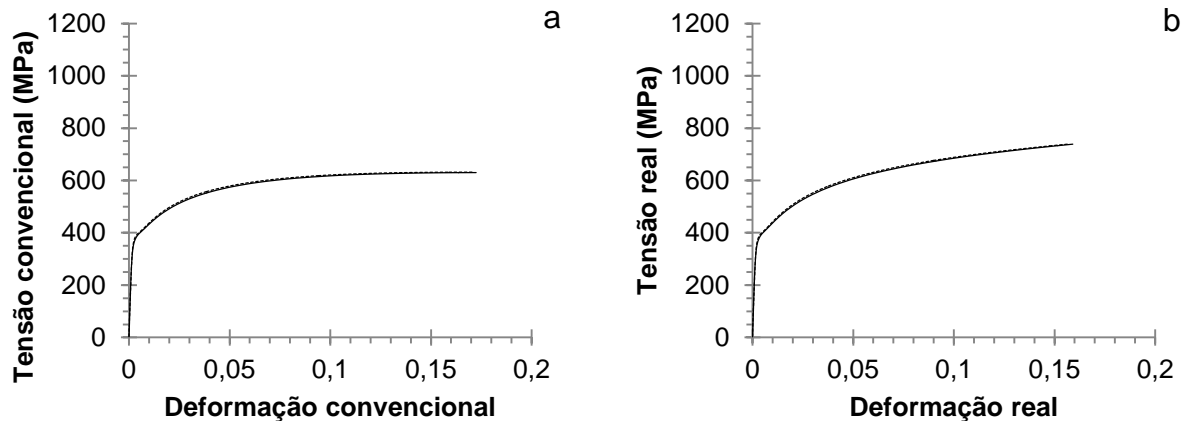 a
Tensão convencional (MPa)
1200
1000
800
600
400
200
0
0 0,05 0,1 0,15 0,2
Deformação convencional
b
Tensão real (MPa)
1200
1000
800
600
400
200
0
0 0,05 0,1 0,15 0,2
Deformação real